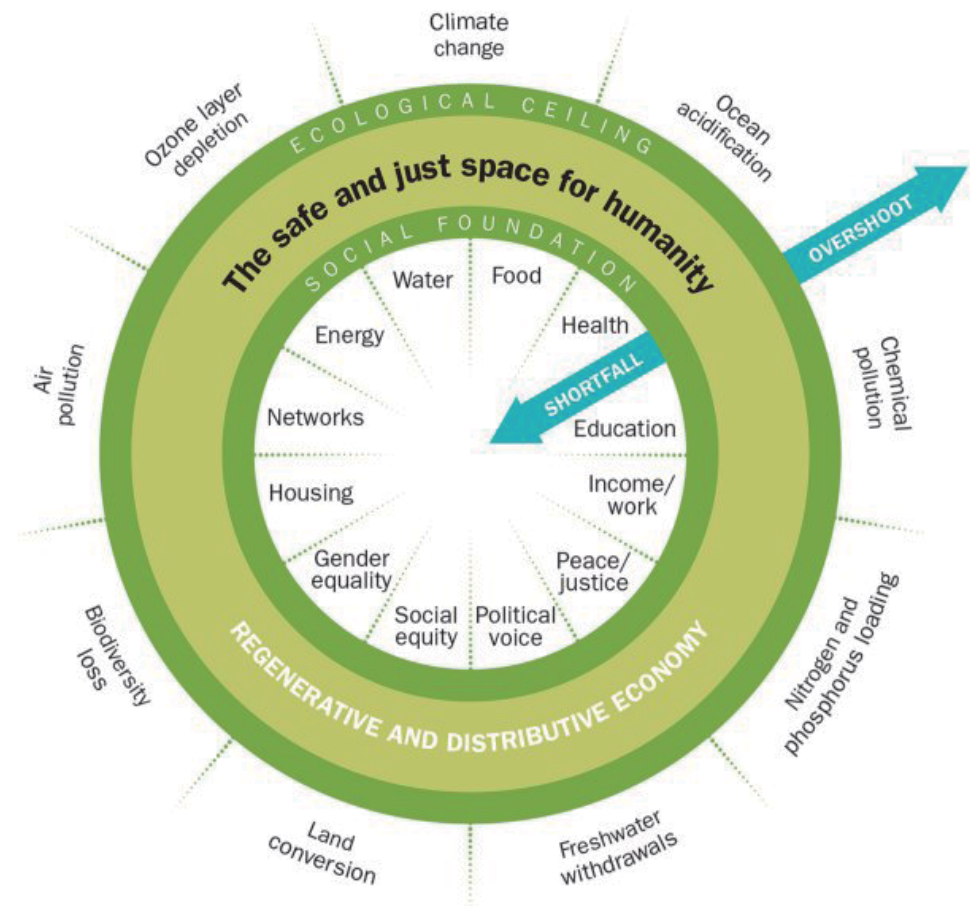 Climate
change
Ozone layer
depletion
Ocean
acidification
ECOLOGICAL CEILING
The safe and just space for humanity
OVERSHOOT
SOCIAL FOUNDATION
Water
Food
Energy
Health
SHORTFALL
Air
pollution
Chemical
pollution
Networks
Education
Housing
Income/
work
Gender
equality
Peace/
justice
Social
equity
Political
voice
Biodiversity
loss
Nitrogen and
phosphorus loading
REGENERATIVE AND DISTRIBUTIVE ECONOMY
Land
conversion
Freshwater
withdrawals